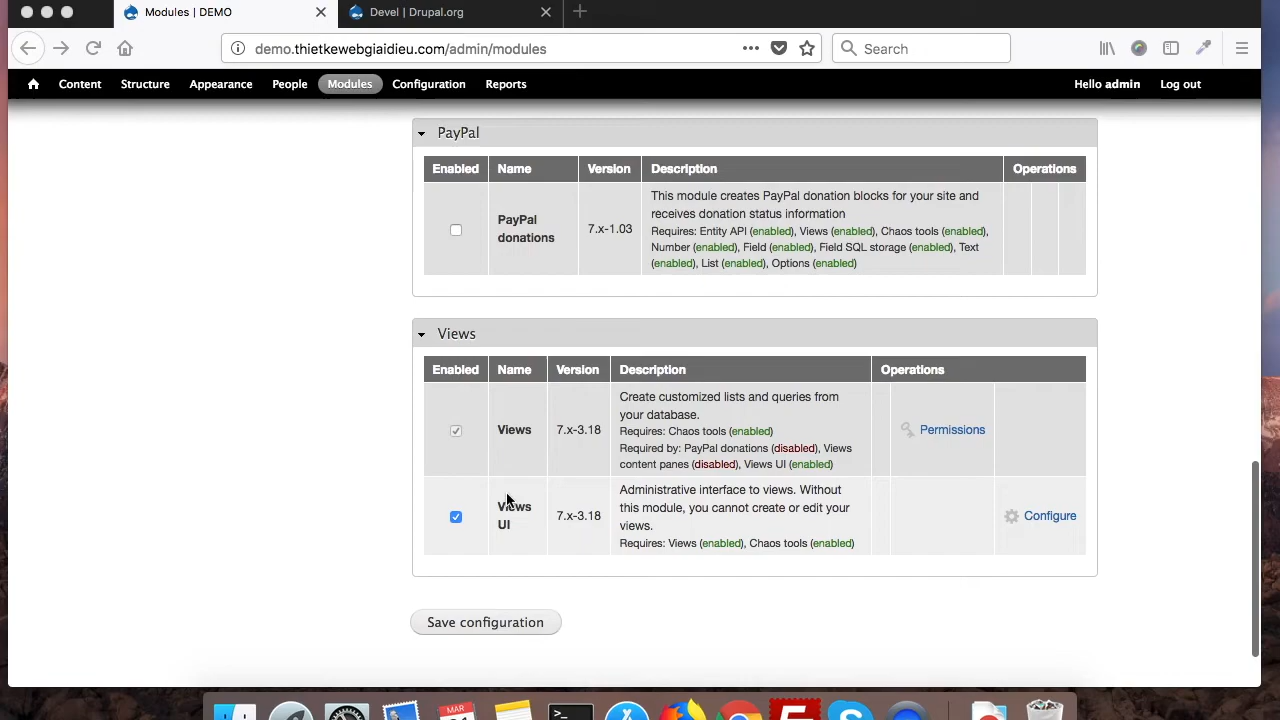 Modules | DEMO
Devel | Drupal.org
demo.thietkewebgiaidieu.com/admin/modules
Search
Content Structure Appearance People Modules Configuration Reports
Hello admin Log out
PayPal
Enabled Name Version Description Operations
PayPal
donations
7.x-1.03
This module creates PayPal donation blocks for your site and
receives donation status information
Requires: Entity API (enabled), Views (enabled), Chaos tools (enabled),
Number (enabled), Field (enabled), Field SQL storage (enabled), Text
(enabled), List (enabled), Options (enabled)
Views
Enabled Name Version Description Operations
Views
7.x-3.18
Create customized lists and queries from
your database.
Requires: Chaos tools (enabled)
Required by: PayPal donations (disabled), Views
content panes (disabled), Views UI (enabled)
Permissions
Views
UI
7.x-3.18
Administrative interface to views. Without
this module, you cannot create or edit your
views.
Requires: Views (enabled), Chaos tools (enabled)
Configure
Save configuration
MAR